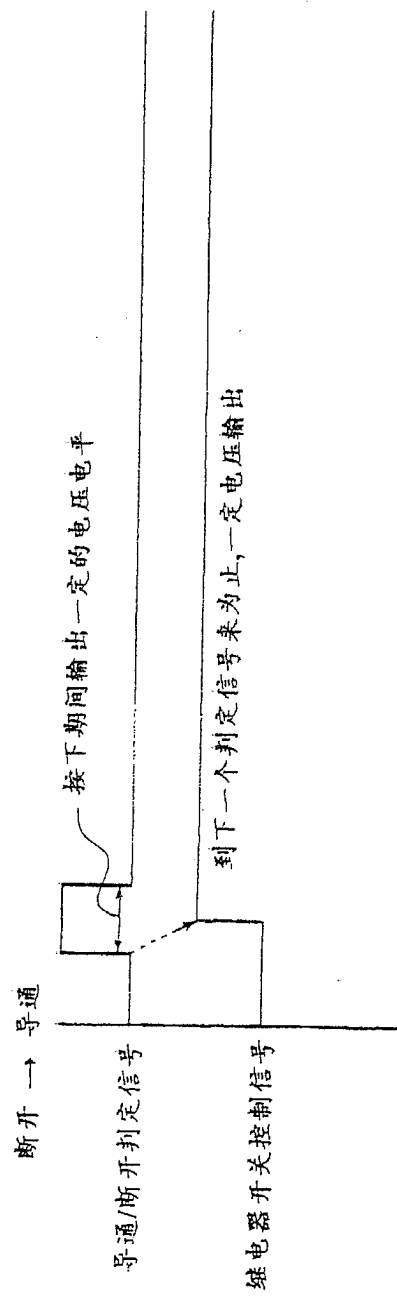 断开 → 导通
导通/断开判定信号
按下期间输出一定的电压电平
继电器开关控制信号
到下一个判定信号来为止,一定电压输出